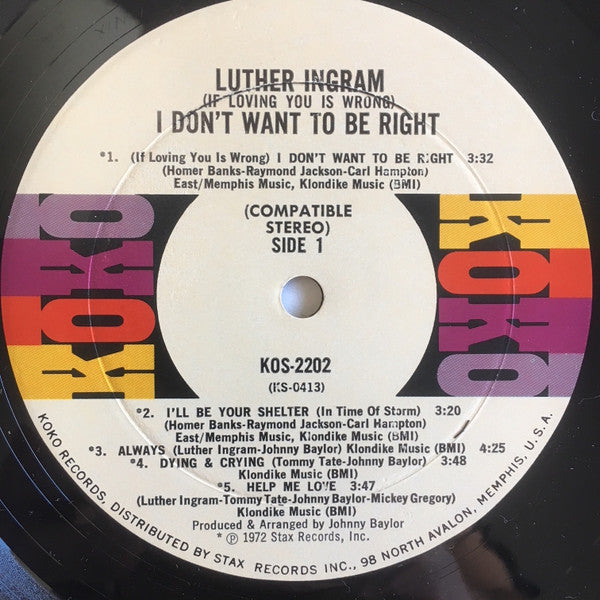 LUTHER INGRAM
(IF LOVING YOU IS WRONG)
I DON'T WANT TO BE RIGHT
*1. (If Loving You Is Wrong) I DON'T WANT TO BE RIGHT 3:32
(Homer Banks-Raymond Jackson-Carl Hampton)
East/Memphis Music, Klondike Music (BMI)
KOKO
(COMPATIBLE
STEREO)
SIDE 1
KOKO
KOS-2202
(KS-0413)
*2. I'LL BE YOUR SHELTER (In Time Of Storm) 3:20
(Homer Banks-Raymond Jackson-Carl Hampton)
East/Memphis Music, Klondike Music (BMI)
*3. ALWAYS (Luther Ingram-Johnny Baylor) Klondike Music (BMI) 4:25
*4. DYING & CRYING (Tommy Tate-Johnny Baylor) 3:48
Klondike Music (BMI)
*5. HELP ME LOVE 3:47
(Luther Ingram-Tommy Tate-Johnny Baylor-Mickey Gregory)
Klondike Music (BMI)
Produced & Arranged by Johnny Baylor
* ℗ 1972 Stax Records, Inc.
KOKO RECORDS, DISTRIBUTED BY STAX RECORDS INC., 98 NORTH AVALON, MEMPHIS, U.S.A.